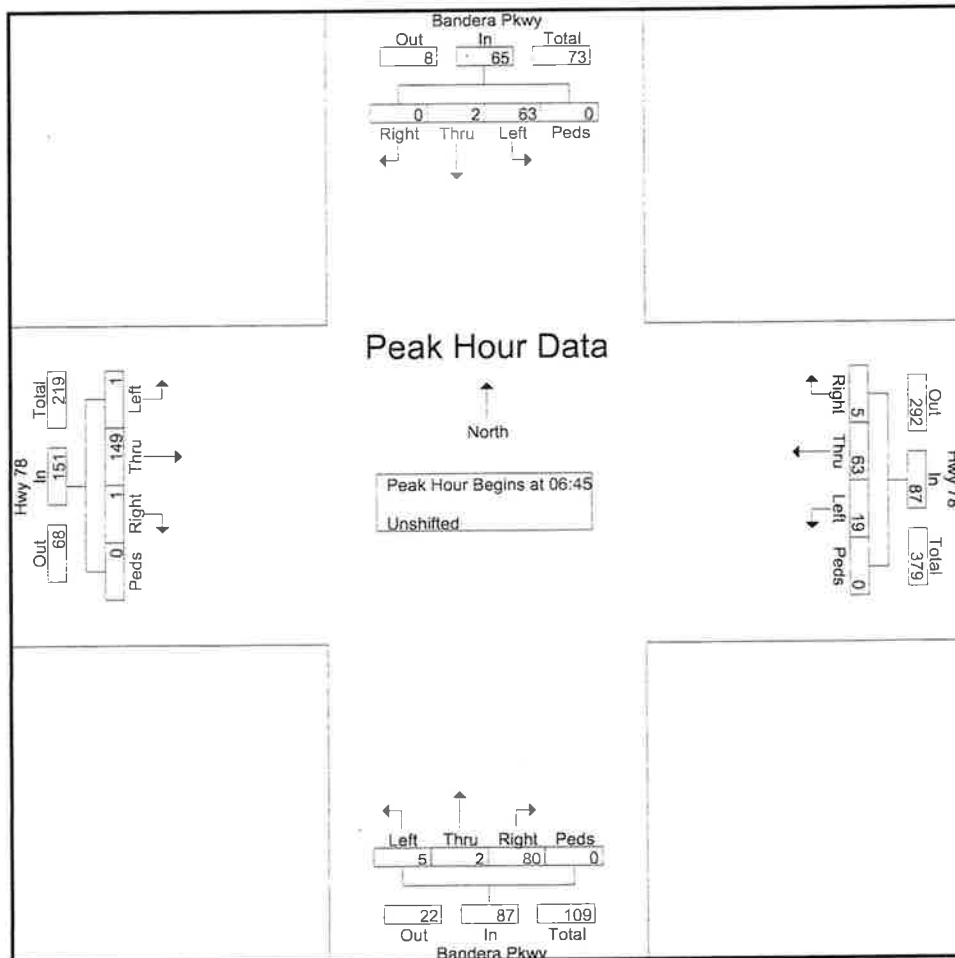 Bandera Pkwy
Out In Total
8 65 73
0 2 63 0
Right Thru Left Peds
Peak Hour Data
North
Peak Hour Begins at 06:45
Unshifted
Hwy 78
Total In Out
219 151 68
1 149 1 0
Left Thru Right Peds
Right Thru Left Peds
5 63 19 0
Out In Total
292 87 379
Hwy 78
Left Thru Right Peds
5 2 80 0
22 87 109
Out In Total
Bandera Pkwy